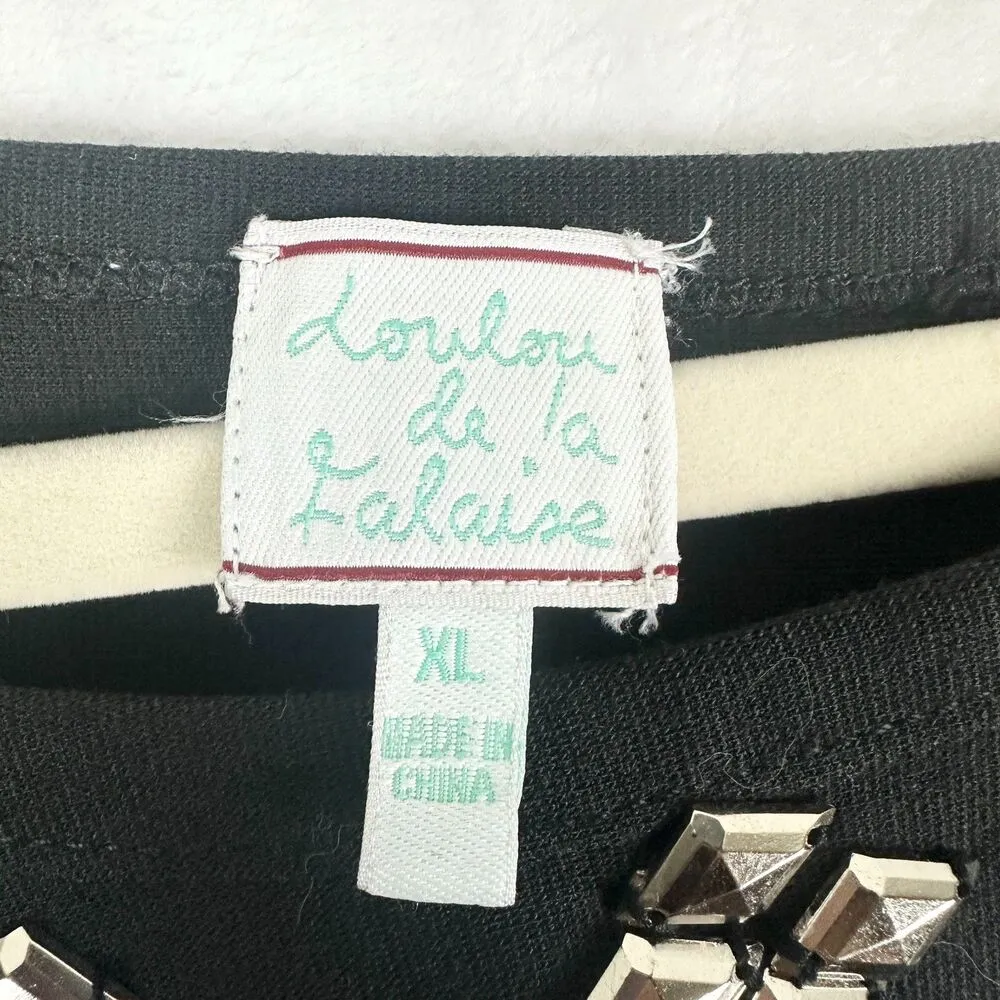 Loulou
de la
Falaise
XL
MADE IN
CHINA